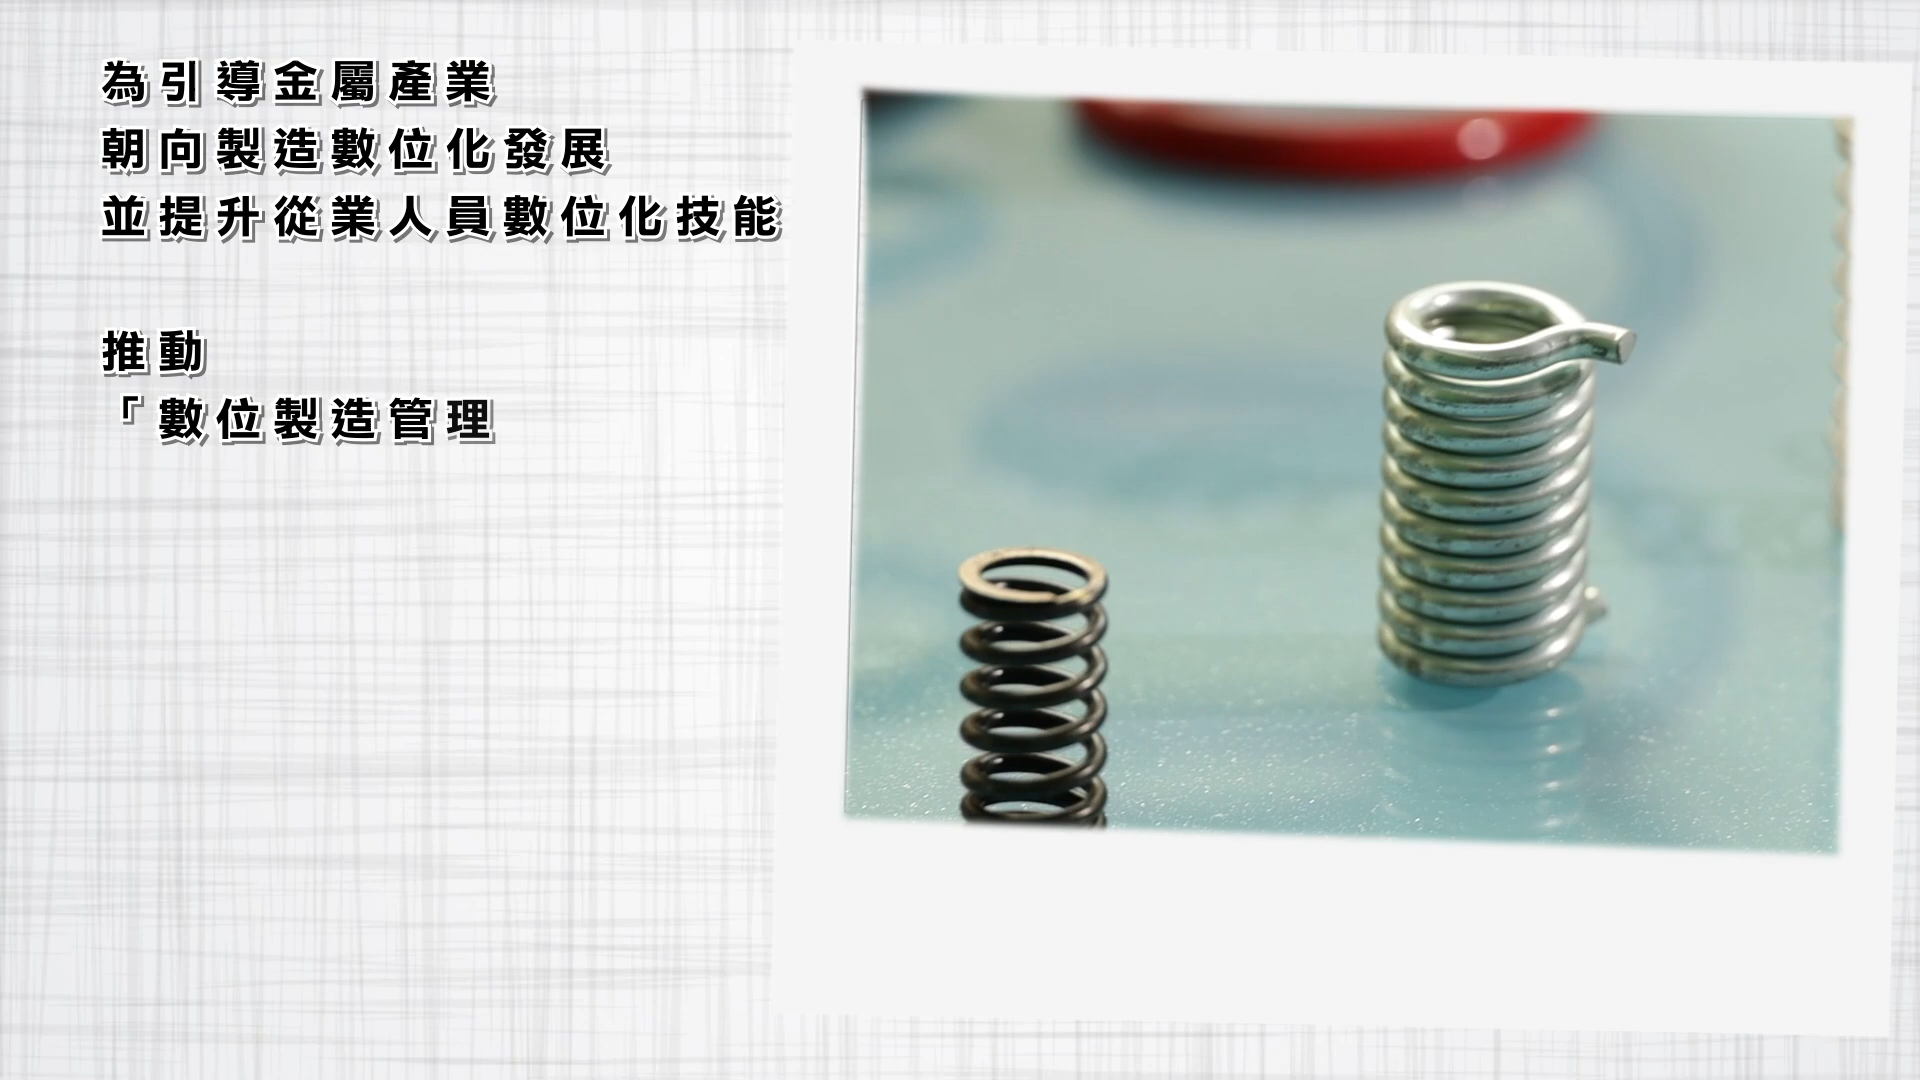 為引導金屬產業
朝向製造數位化發展
並提升從業人員數位化技能
推動
「數位製造管理